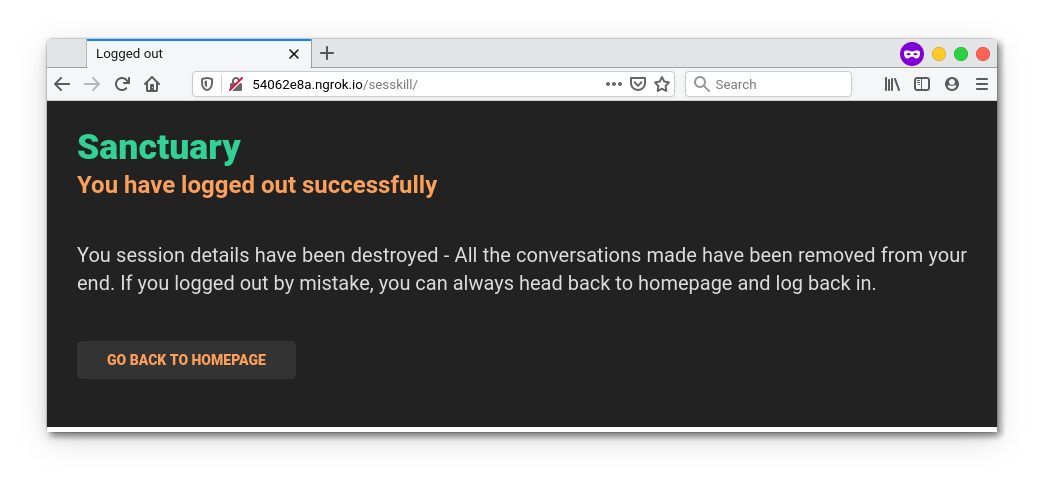 Logged out
54062e8a.ngrok.io/sesskill/
Search
Sanctuary
You have logged out successfully
You session details have been destroyed - All the conversations made have been removed from your
end. If you logged out by mistake, you can always head back to homepage and log back in.
GO BACK TO HOMEPAGE